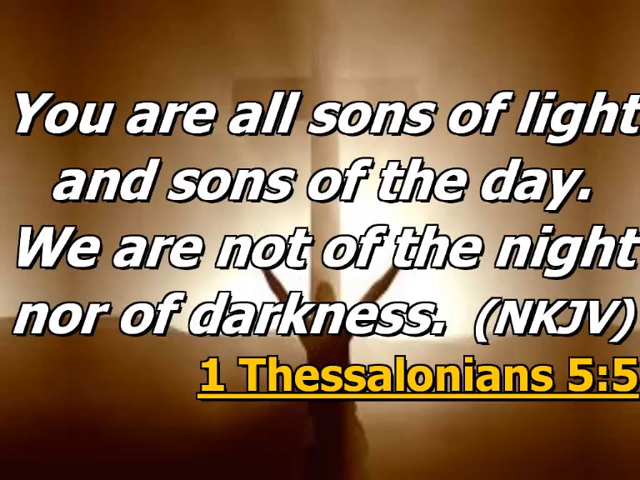 You are all sons of light
and sons of the day.
We are not of the night
nor of darkness. (NKJV)
1 Thessalonians 5:5